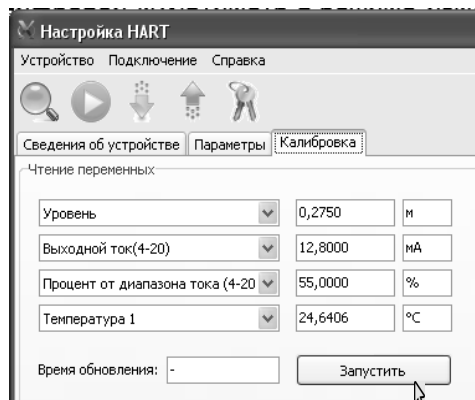 Настройка HART
Устройство Подключение Справка
Сведения об устройстве Параметры Калибровка
Чтение переменных
Уровень 0,2750 м
Выходной ток(4-20) 12,8000 мА
Процент от диапазона тока (4-20 55,0000 %
Температура 1 24,6406 °C
Время обновления: - Запустить